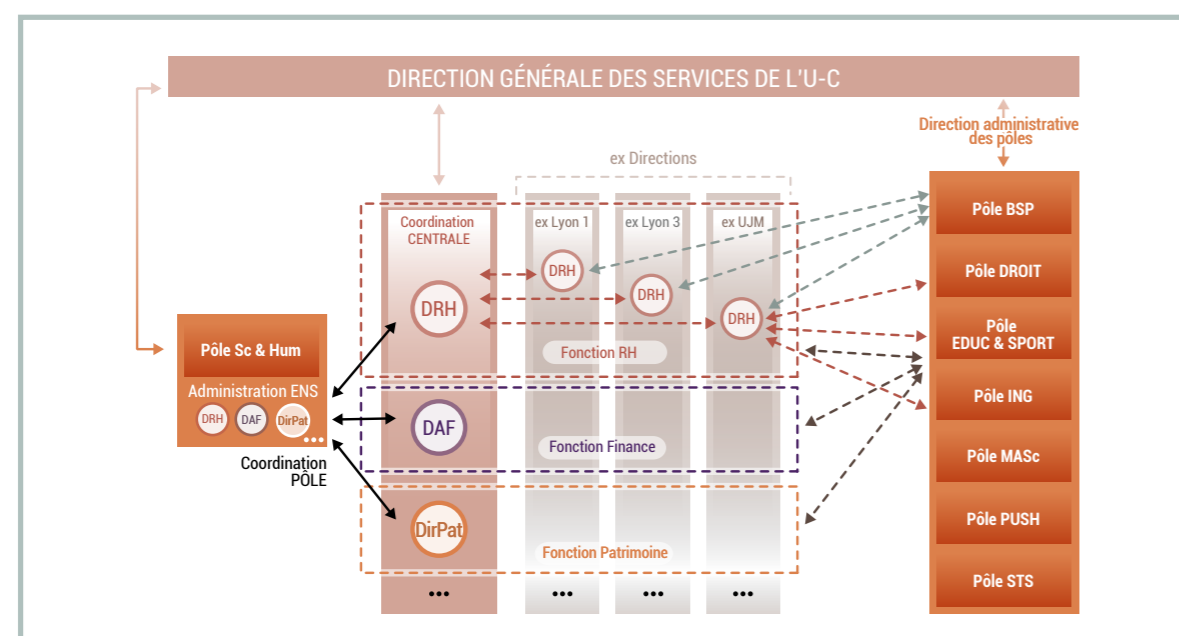 DIRECTION GÉNÉRALE DES SERVICES DE L'U-C
Direction administrative
des pôles
ex Directions
Coordination
CENTRALE
ex Lyon 1
ex Lyon 3
ex UJM
DRH
DRH
DRH
DRH
Fonction RH
Pôle Sc & Hum
Administration ENS
DRH
DAF
DirPat
...
Coordination
PÔLE
DAF
Fonction Finance
DirPat
Fonction Patrimoine
...
...
...
...
Pôle BSP
Pôle DROIT
Pôle
EDUC & SPORT
Pôle ING
Pôle MASc
Pôle PUSH
Pôle STS